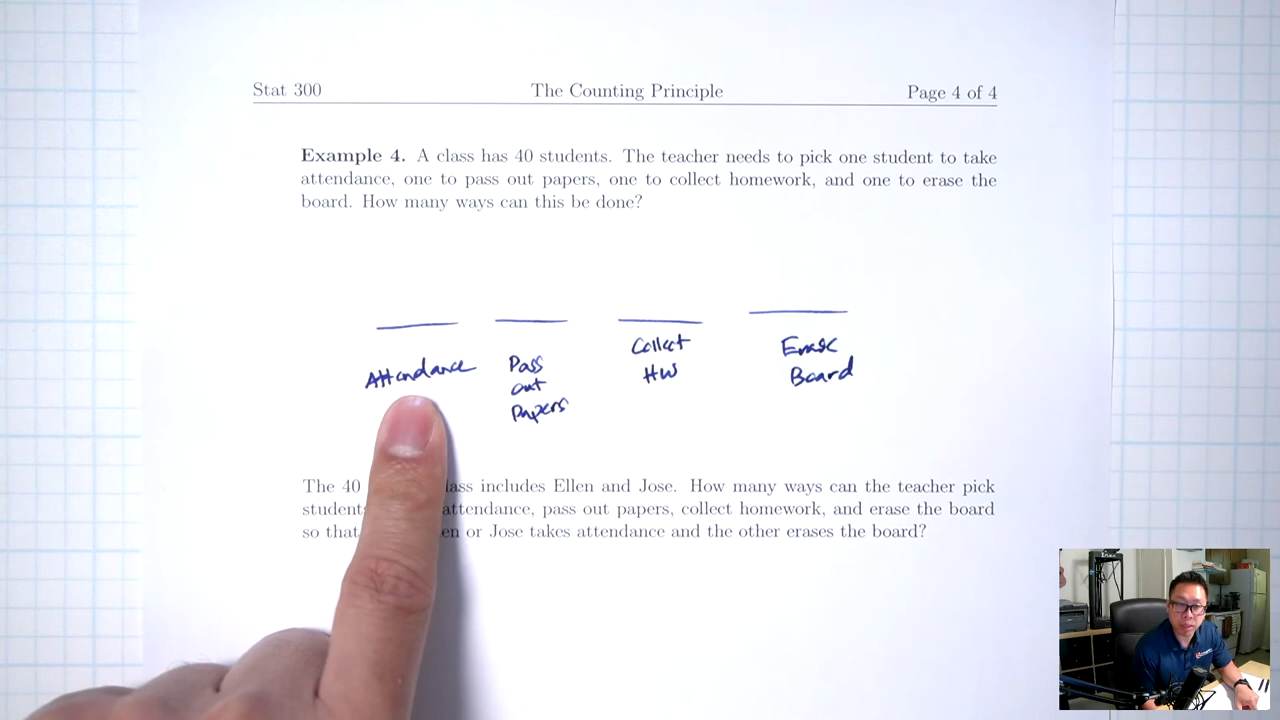 Stat 300 The Counting Principle Page 4 of 4
Example 4. A class has 40 students. The teacher needs to pick one student to take
attendance, one to pass out papers, one to collect homework, and one to erase the
board. How many ways can this be done?
Attendance Pass out Papers Collect HW Erase Board
The 40 lass includes Ellen and Jose. How many ways can the teacher pick
student ttendance, pass out papers, collect homework, and erase the board
so that en or Jose takes attendance and the other erases the board?